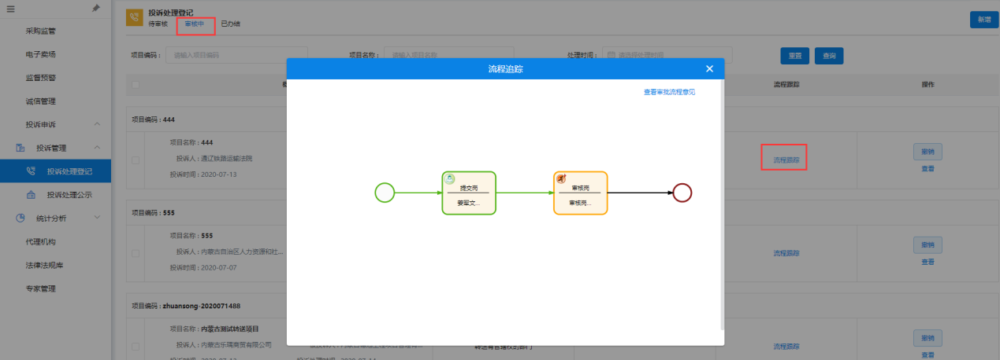 投诉处理登记
待审核 审核中 已办结
新增
采购监管
电子卖场
监督预警
诚信管理
投诉申诉
投诉管理
投诉处理登记
投诉处理公示
统计分析
代理机构
法律法规库
专家管理
项目编码： 请输入项目编码 项目名称： 请输入项目名称 处理时间： 请选择处理时间 重置 查询
流程跟踪 操作
流程追踪
查看审批流程意见
提交岗
姜军文...
审核岗
审核岗...
项目编码：444
项目名称：444
投诉人：通辽铁路运输法院
投诉时间：2020-07-13
流程跟踪
撤销
查看
项目编码：555
项目名称：555
投诉人：内蒙古自治区人力资源和社...
投诉时间：2020-07-07
流程跟踪
撤销
查看
项目编码：zhuansong-2020071488
项目名称：内蒙古测试转送项目
投诉人：内蒙古乐瑞商贸有限公司
转送有管辖权的部门
流程跟踪
撤销
查看